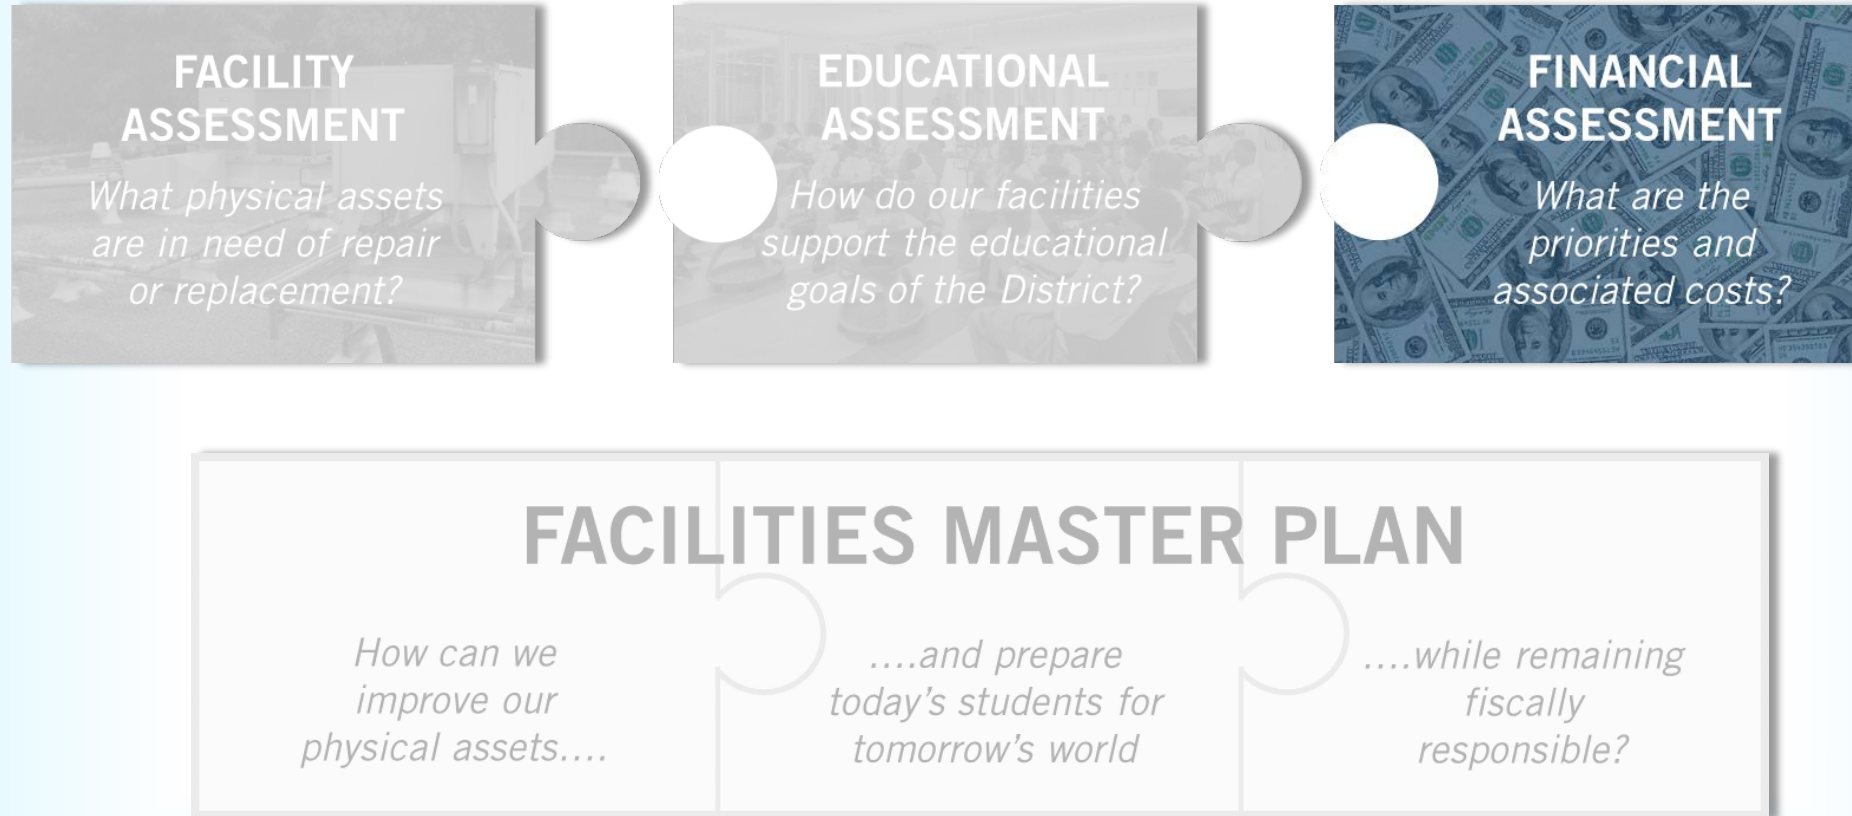 FACILITY
ASSESSMENT
What physical assets
are in need of repair
or replacement?
EDUCATIONAL
ASSESSMENT
How do our facilities
support the educational
goals of the District?
FINANCIAL
ASSESSMENT
What are the
priorities and
associated costs?
FACILITIES MASTER PLAN
How can we
improve our
physical assets....
....and prepare
today’s students for
tomorrow’s world
....while remaining
fiscally
responsible?